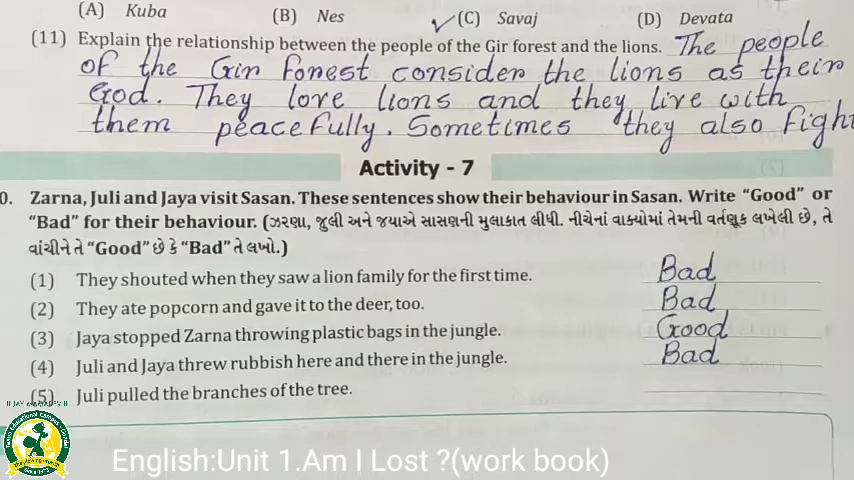 (A) Kuba (B) Nes ✓(C) Savaj (D) Devata
(11) Explain the relationship between the people of the Gir forest and the lions. The people
of the Gir forest consider the lions as their
God. They love lions and they live with
them peacefully. Sometimes they also fight
Activity - 7
0. Zarna, Juli and Jaya visit Sasan. These sentences show their behaviour in Sasan. Write "Good" or
"Bad" for their behaviour. (ઝરણા, જુલી અને જયાએ સાસણની મુલાકાત લીધી. નીચેનાં વાક્યોમાં તેમની વર્તણૂક લખેલી છે, તે
વાંચીને તે "Good" છે કે "Bad" તે લખો.)
(1) They shouted when they saw a lion family for the first time. Bad
(2) They ate popcorn and gave it to the deer, too. Bad
(3) Jaya stopped Zarna throwing plastic bags in the jungle. Good
(4) Juli and Jaya threw rubbish here and there in the jungle. Bad
(5) Juli pulled the branches of the tree.
English:Unit 1.Am I Lost ?(work book)